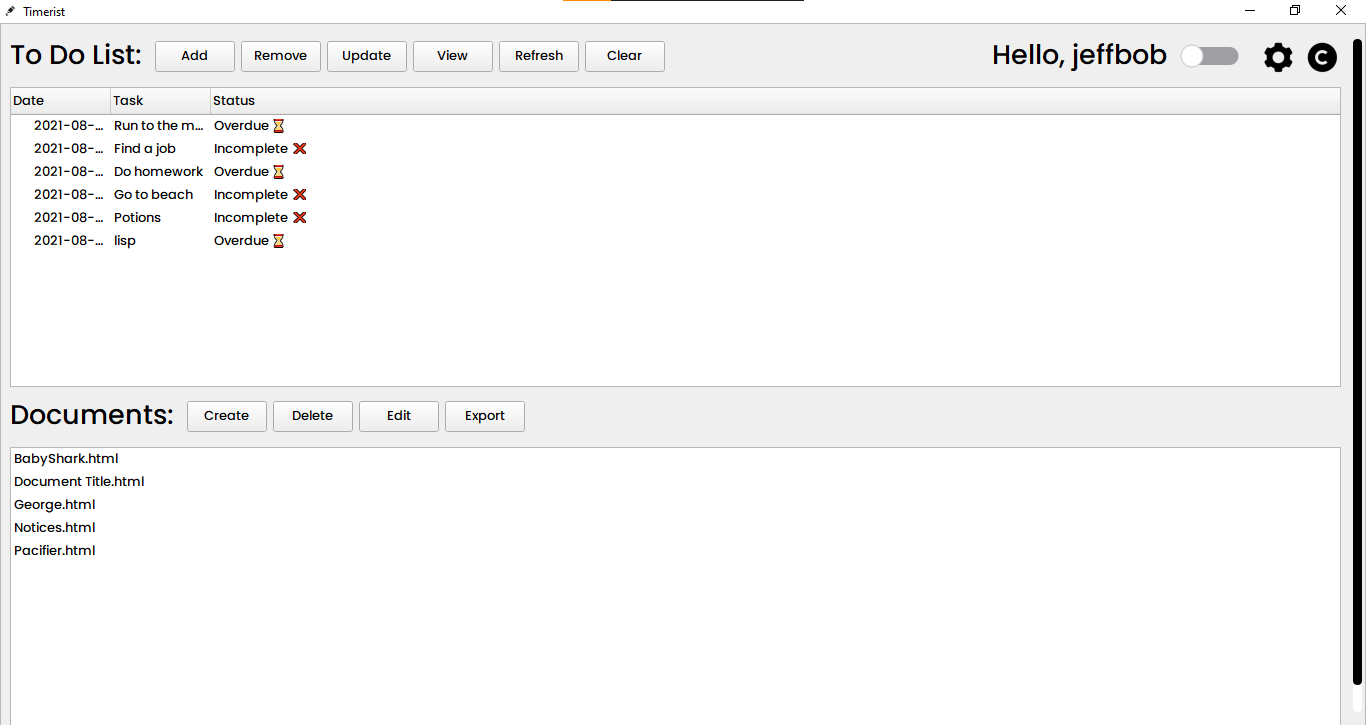 Timerist
To Do List: Add Remove Update View Refresh Clear Hello, jeffbob C
Date Task Status
2021-08-... Run to the m... Overdue ⌛
2021-08-... Find a job Incomplete ❌
2021-08-... Do homework Overdue ⌛
2021-08-... Go to beach Incomplete ❌
2021-08-... Potions Incomplete ❌
2021-08-... lisp Overdue ⌛
Documents: Create Delete Edit Export
BabyShark.html
Document Title.html
George.html
Notices.html
Pacifier.html